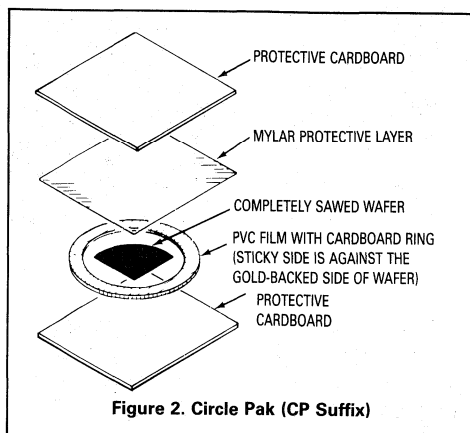 PROTECTIVE CARDBOARD
MYLAR PROTECTIVE LAYER
COMPLETELY SAWED WAFER
PVC FILM WITH CARDBOARD RING
(STICKY SIDE IS AGAINST THE
GOLD-BACKED SIDE OF WAFER)
PROTECTIVE
CARDBOARD
Figure 2. Circle Pak (CP Suffix)